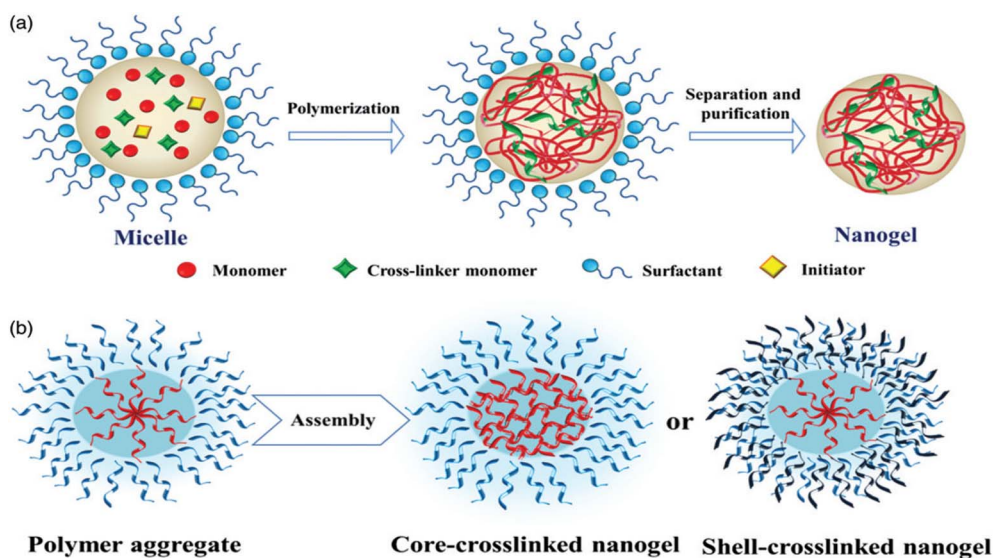 (a)
Polymerization
Separation and
purification
Micelle
Nanogel
Monomer
Cross-linker monomer
Surfactant
Initiator
(b)
Assembly
or
Polymer aggregate
Core-crosslinked nanogel
Shell-crosslinked nanogel